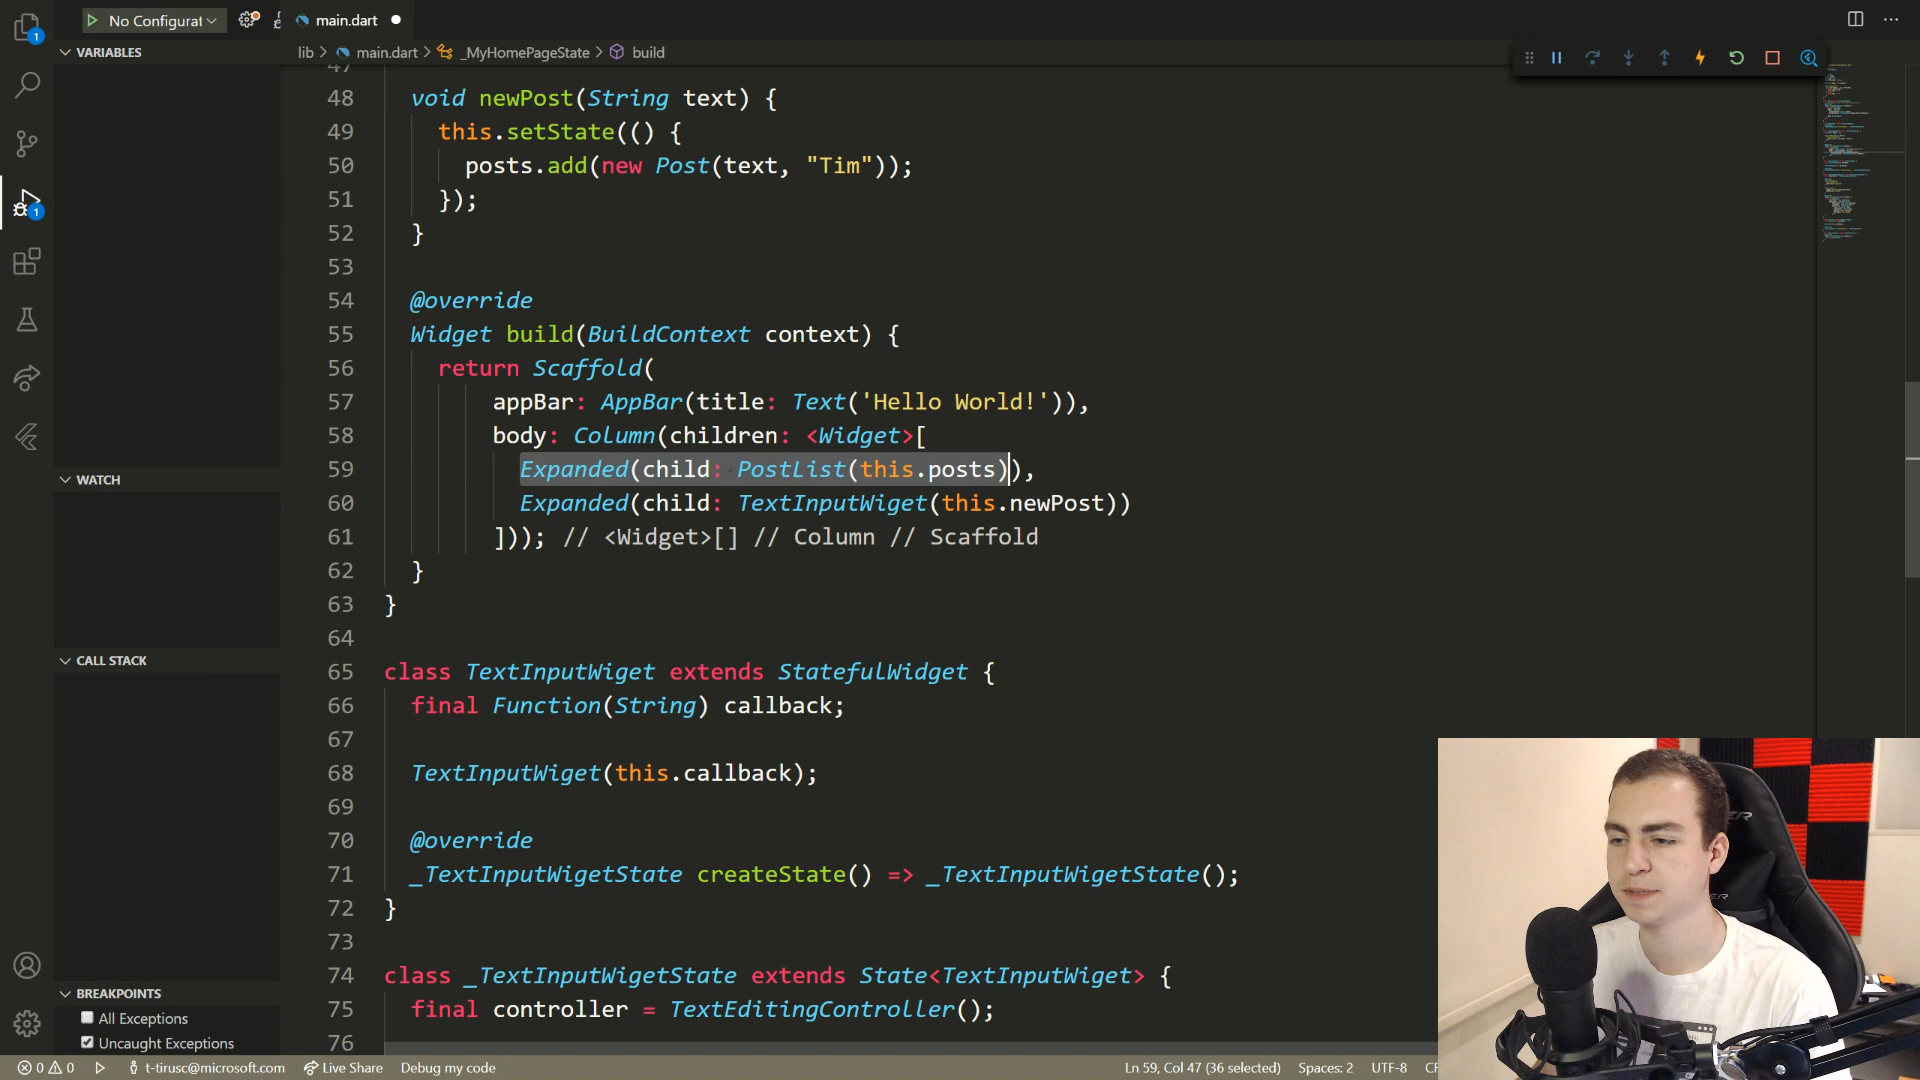 No Configurat
main.dart
VARIABLES
lib > main.dart > _MyHomePageState > build
47
48 void newPost(String text) {
49 this.setState(() {
50 posts.add(new Post(text, "Tim"));
51 });
52 }
53
54 @override
55 Widget build(BuildContext context) {
56 return Scaffold(
57 appBar: AppBar(title: Text('Hello World!')),
58 body: Column(children: <Widget>[
59 Expanded(child: PostList(this.posts)),
60 Expanded(child: TextInputWiget(this.newPost))
61 ])); // <Widget>[] // Column // Scaffold
62 }
63 }
64
65 class TextInputWiget extends StatefulWidget {
66 final Function(String) callback;
67
68 TextInputWiget(this.callback);
69
70 @override
71 _TextInputWigetState createState() => _TextInputWigetState();
72 }
73
74 class _TextInputWigetState extends State<TextInputWiget> {
75 final controller = TextEditingController();
76
WATCH
CALL STACK
BREAKPOINTS
All Exceptions
Uncaught Exceptions
1
1
0 0 t-tirusc@microsoft.com Live Share Debug my code Ln 59, Col 47 (36 selected) Spaces: 2 UTF-8